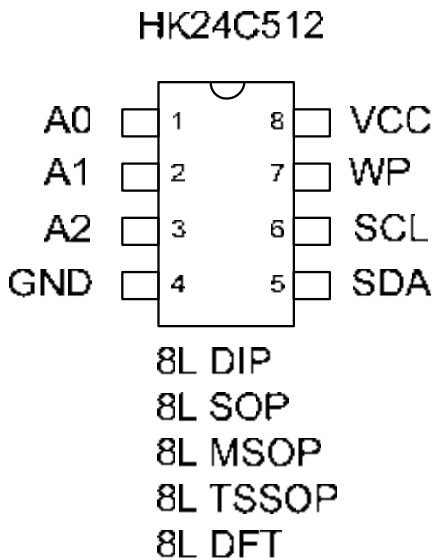 HK24C512
A0 1 8 VCC
A1 2 7 WP
A2 3 6 SCL
GND 4 5 SDA
8L DIP
8L SOP
8L MSOP
8L TSSOP
8L DFT